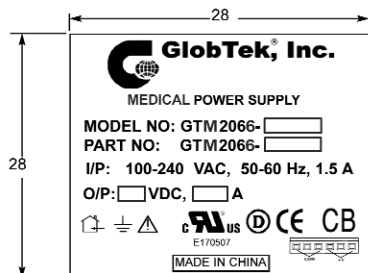 28
28
GlobTek, Inc.
MEDICAL POWER SUPPLY
MODEL NO: GTM2066-
PART NO: GTM2066-
I/P: 100-240 VAC, 50-60 Hz, 1.5 A
O/P: VDC, A
c RU us D CE CB
E170507
MADE IN CHINA